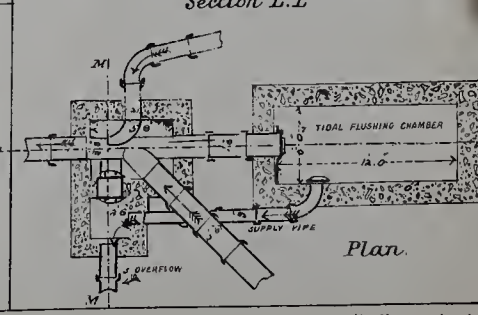 Section L.L
M
TIDAL FLUSHING CHAMBER
12.0
SUPPLY PIPE
Plan.
OVERFLOW
M